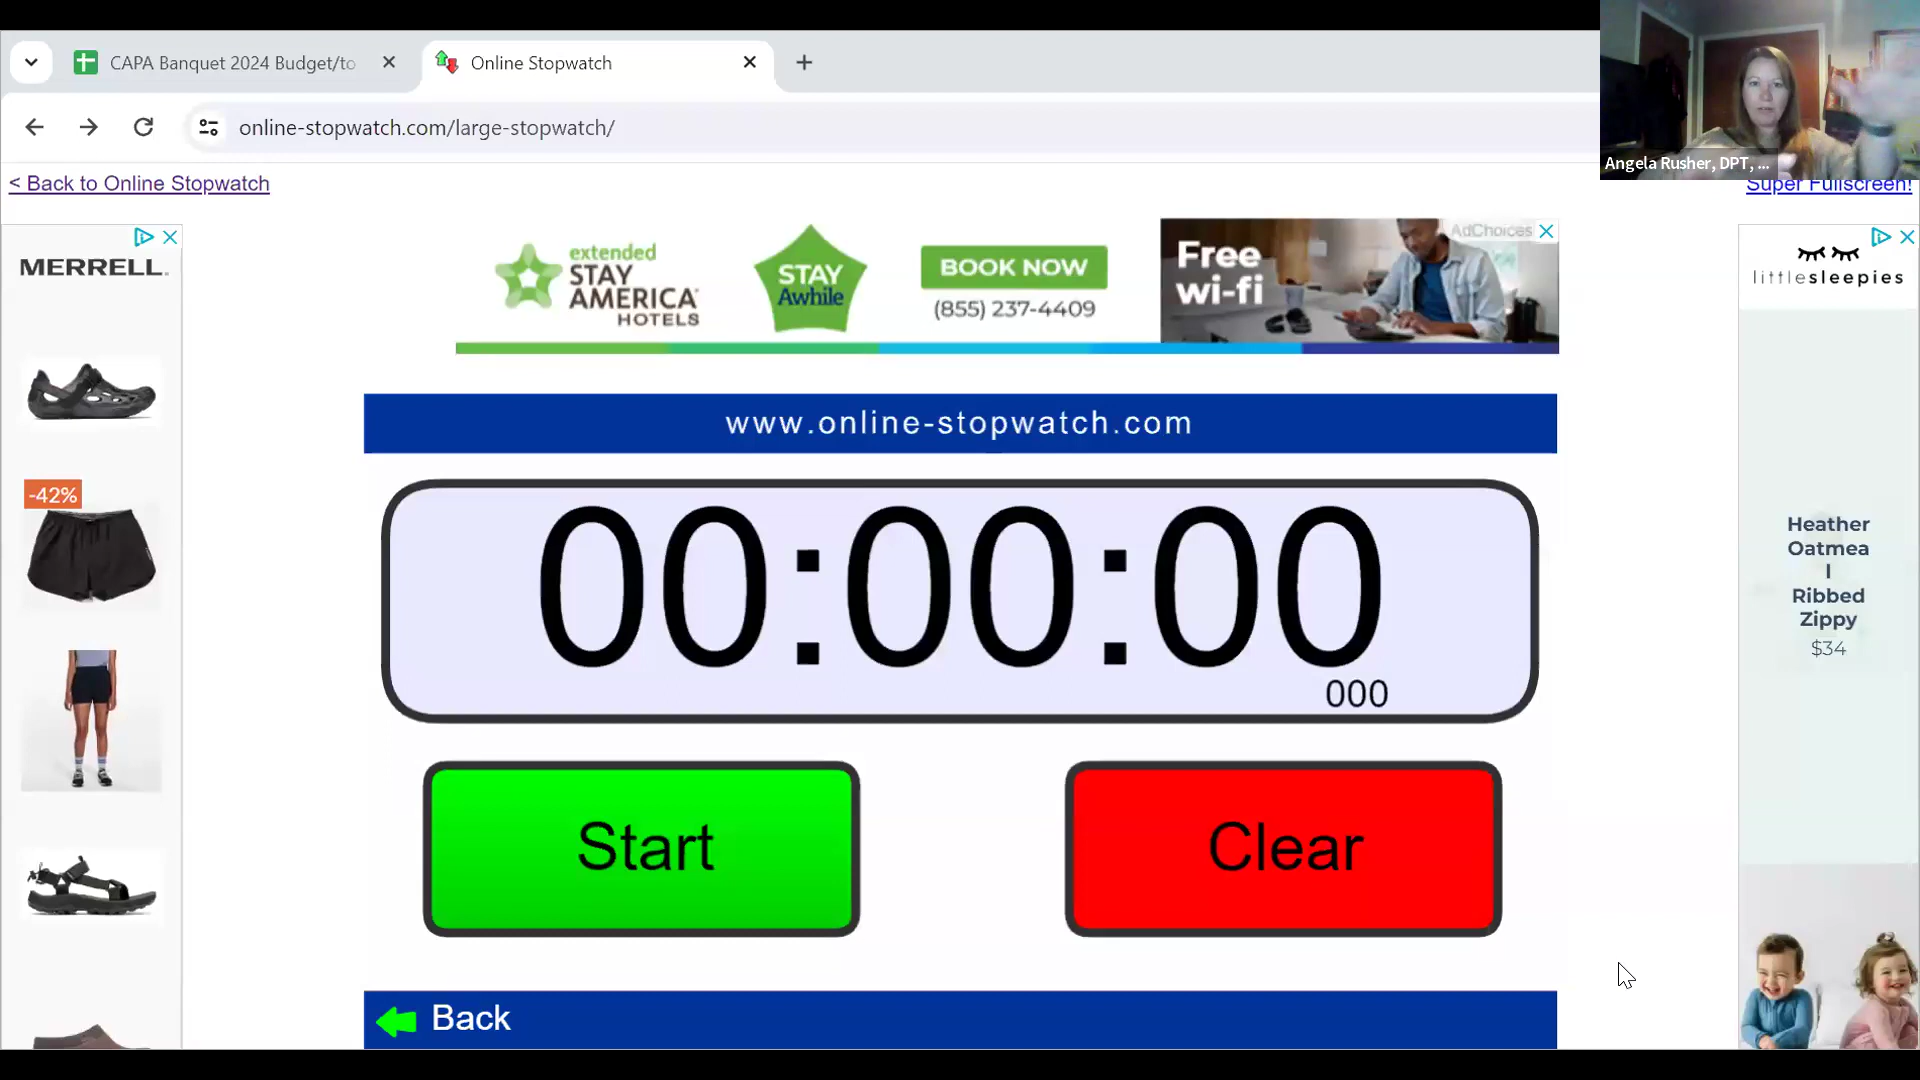 CAPA Banquet 2024 Budget/to
Online Stopwatch
online-stopwatch.com/large-stopwatch/
Angela Rusher, DPT, ...
< Back to Online Stopwatch
Super Fullscreen!
MERRELL.
-42%
extended
STAY
AMERICA
HOTELS
STAY
Awhile
BOOK NOW
(855) 237-4409
Free
wi-fi
AdChoices
littlesleepies
Heather
Oatmea
l
Ribbed
Zippy
$34
www.online-stopwatch.com
00:00:00
000
Start
Clear
Back